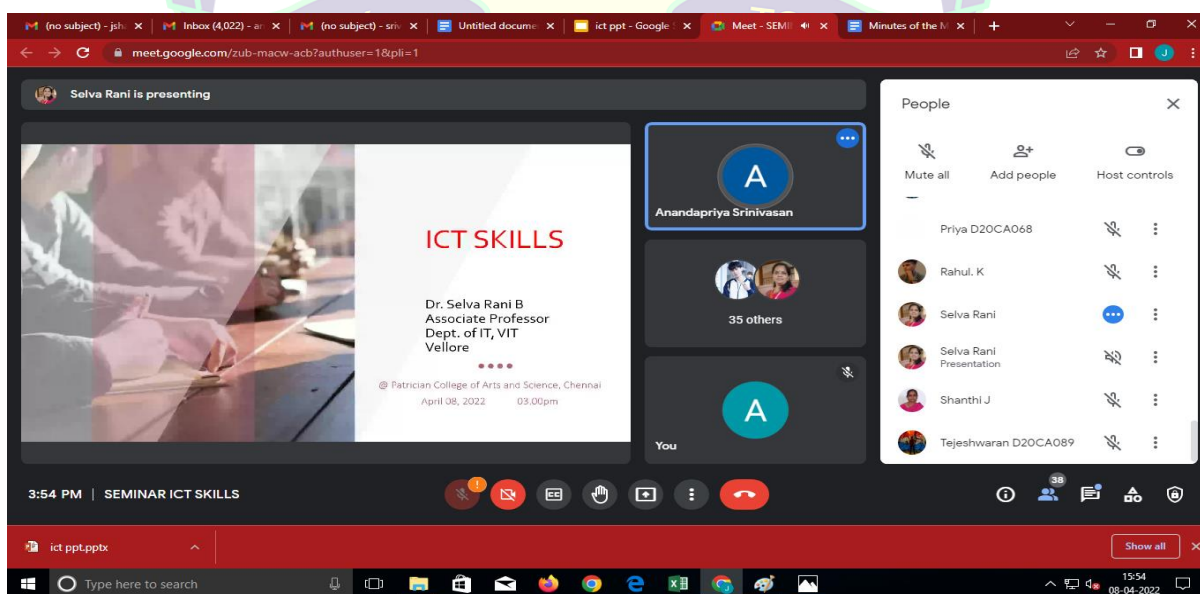 (no subject) - jsh
Inbox (4,022) - ar
(no subject) - sriv
Untitled docume
ict ppt - Google S
Meet - SEMI
Minutes of the M
meet.google.com/zub-macw-acb?authuser=1&pli=1
Selva Rani is presenting
ICT SKILLS
Dr. Selva Rani B
Associate Professor
Dept. of IT, VIT
Vellore
@ Patrician College of Arts and Science, Chennai
April 08, 2022 03.00pm
A
Anandapriya Srinivasan
35 others
A
You
People
Mute all
Add people
Host controls
Priya D20CA068
Rahul. K
Selva Rani
Selva Rani
Presentation
Shanthi J
Tejeshwaran D20CA089
3:54 PM | SEMINAR ICT SKILLS
CC
38
ict ppt.pptx
Show all
Type here to search
15:54
08-04-2022